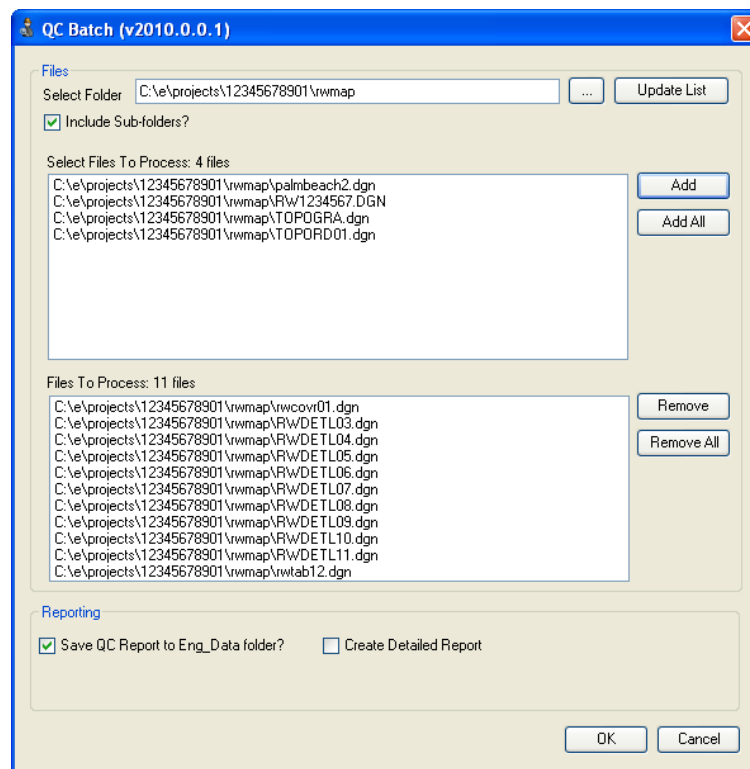 QC Batch (v2010.0.0.1)
Files
Select Folder C:\e\projects\12345678901\rwmap ... Update List
Include Sub-folders?
Select Files To Process: 4 files
C:\e\projects\12345678901\rwmap\palmbeach2.dgn
C:\e\projects\12345678901\rwmap\RW1234567.DGN
C:\e\projects\12345678901\rwmap\TOPOGRA.dgn
C:\e\projects\12345678901\rwmap\TOPORD01.dgn
Add
Add All
Files To Process: 11 files
C:\e\projects\12345678901\rwmap\rwcovr01.dgn
C:\e\projects\12345678901\rwmap\RWDETL03.dgn
C:\e\projects\12345678901\rwmap\RWDETL04.dgn
C:\e\projects\12345678901\rwmap\RWDETL05.dgn
C:\e\projects\12345678901\rwmap\RWDETL06.dgn
C:\e\projects\12345678901\rwmap\RWDETL07.dgn
C:\e\projects\12345678901\rwmap\RWDETL08.dgn
C:\e\projects\12345678901\rwmap\RWDETL09.dgn
C:\e\projects\12345678901\rwmap\RWDETL10.dgn
C:\e\projects\12345678901\rwmap\RWDETL11.dgn
C:\e\projects\12345678901\rwmap\rwtab12.dgn
Remove
Remove All
Reporting
Save QC Report to Eng_Data folder? Create Detailed Report
OK Cancel